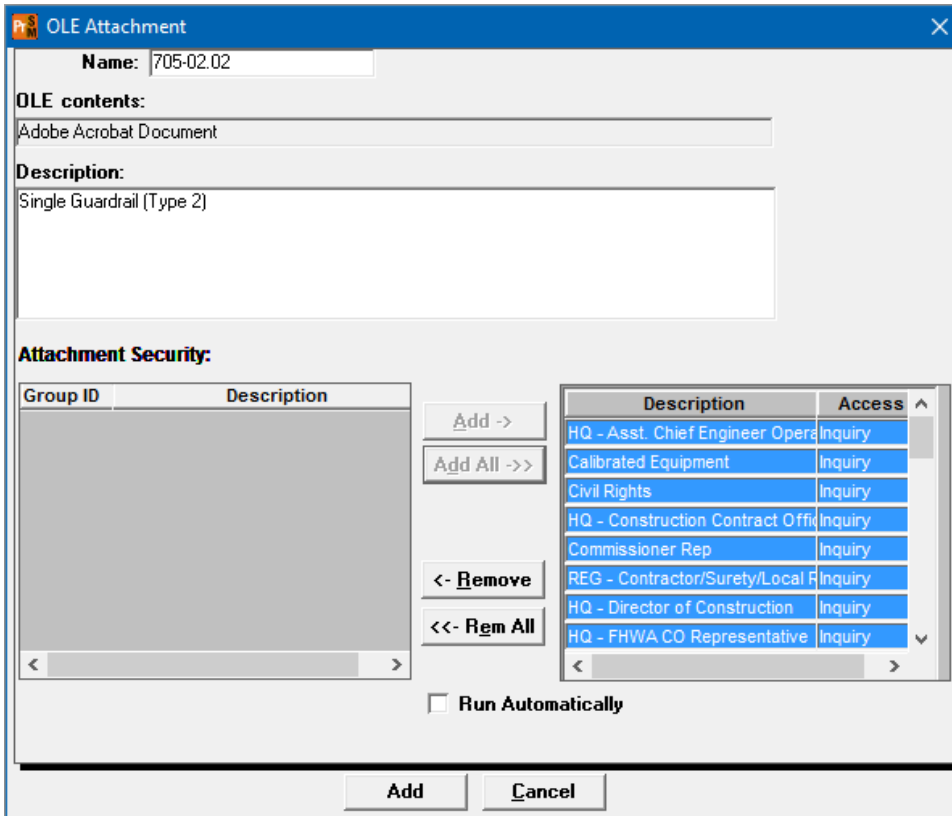 PrSM OLE Attachment
Name: 705-02.02
OLE contents:
Adobe Acrobat Document
Description:
Single Guardrail (Type 2)
Attachment Security:
Group ID Description
Add ->
Add All ->>
<- Remove
<<- Rem All
Description Access
HQ - Asst. Chief Engineer Opera Inquiry
Calibrated Equipment Inquiry
Civil Rights Inquiry
HQ - Construction Contract Offi Inquiry
Commissioner Rep Inquiry
REG - Contractor/Surety/Local R Inquiry
HQ - Director of Construction Inquiry
HQ - FHWA CO Representative Inquiry
Run Automatically
Add Cancel